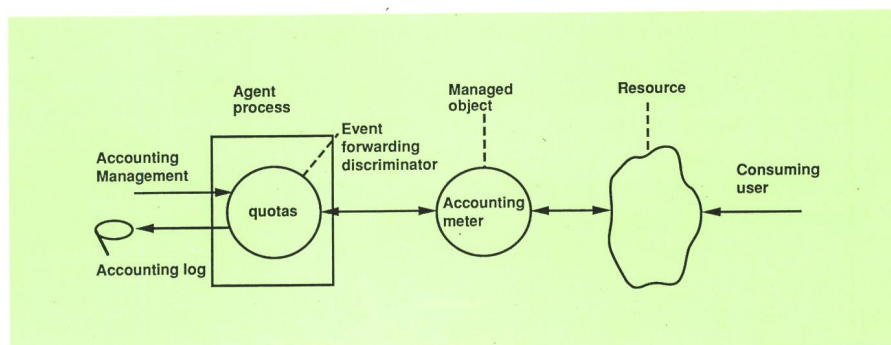 Agent
process
Managed
object
Resource
Event
forwarding
discriminator
Accounting
Management
quotas
Accounting
meter
Consuming
user
Accounting log